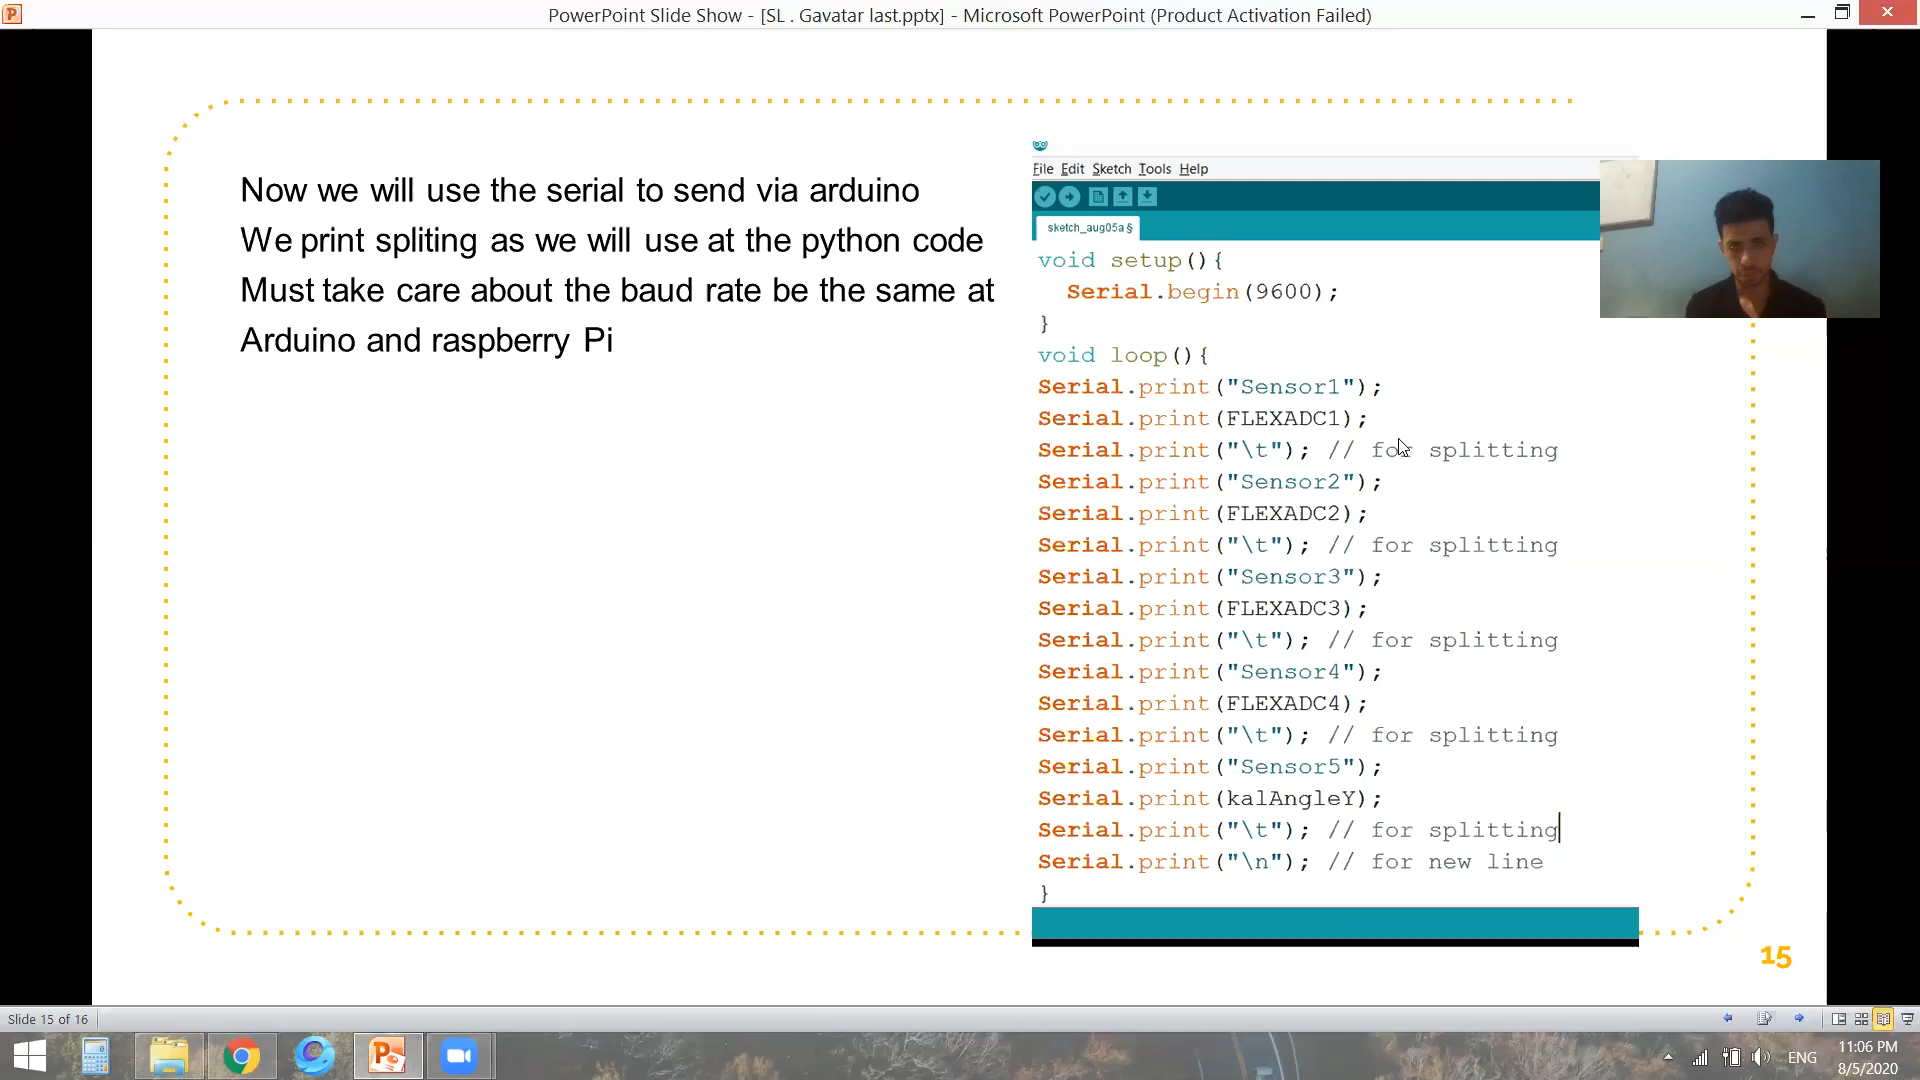 PowerPoint Slide Show - [SL . Gavatar last.pptx] - Microsoft PowerPoint (Product Activation Failed)
Now we will use the serial to send via arduino
We print spliting as we will use at the python code
Must take care about the baud rate be the same at
Arduino and raspberry Pi
File Edit Sketch Tools Help
sketch_aug05a §
void setup(){
Serial.begin(9600);
}
void loop(){
Serial.print("Sensor1");
Serial.print(FLEXADC1);
Serial.print("\t"); // for splitting
Serial.print("Sensor2");
Serial.print(FLEXADC2);
Serial.print("\t"); // for splitting
Serial.print("Sensor3");
Serial.print(FLEXADC3);
Serial.print("\t"); // for splitting
Serial.print("Sensor4");
Serial.print(FLEXADC4);
Serial.print("\t"); // for splitting
Serial.print("Sensor5");
Serial.print(kalAngleY);
Serial.print("\t"); // for splitting
Serial.print("\n"); // for new line
}
15
Slide 15 of 16
ENG
11:06 PM
8/5/2020